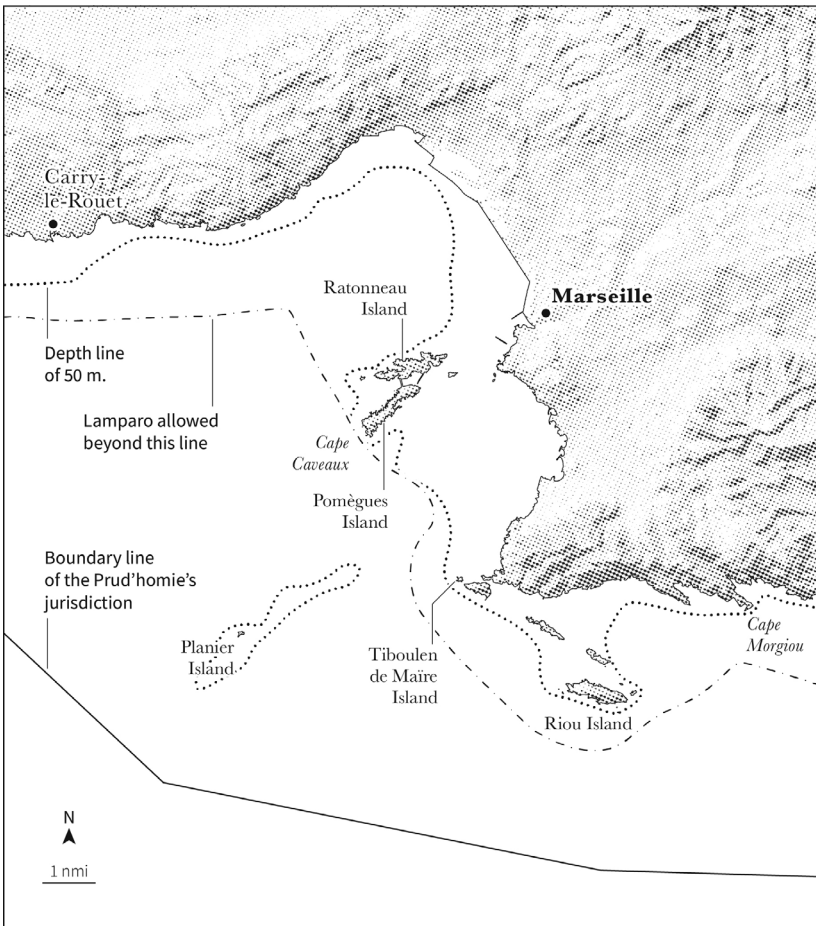 Carry-
le-Rouet
Ratonneau
Island
Marseille
Depth line
of 50 m.
Lamparo allowed
beyond this line
Cape
Caveaux
Pomègues
Island
Boundary line
of the Prud’homie’s
jurisdiction
Planier
Island
Tiboulen
de Maïre
Island
Cape
Morgiou
Riou Island
N
1 nmi